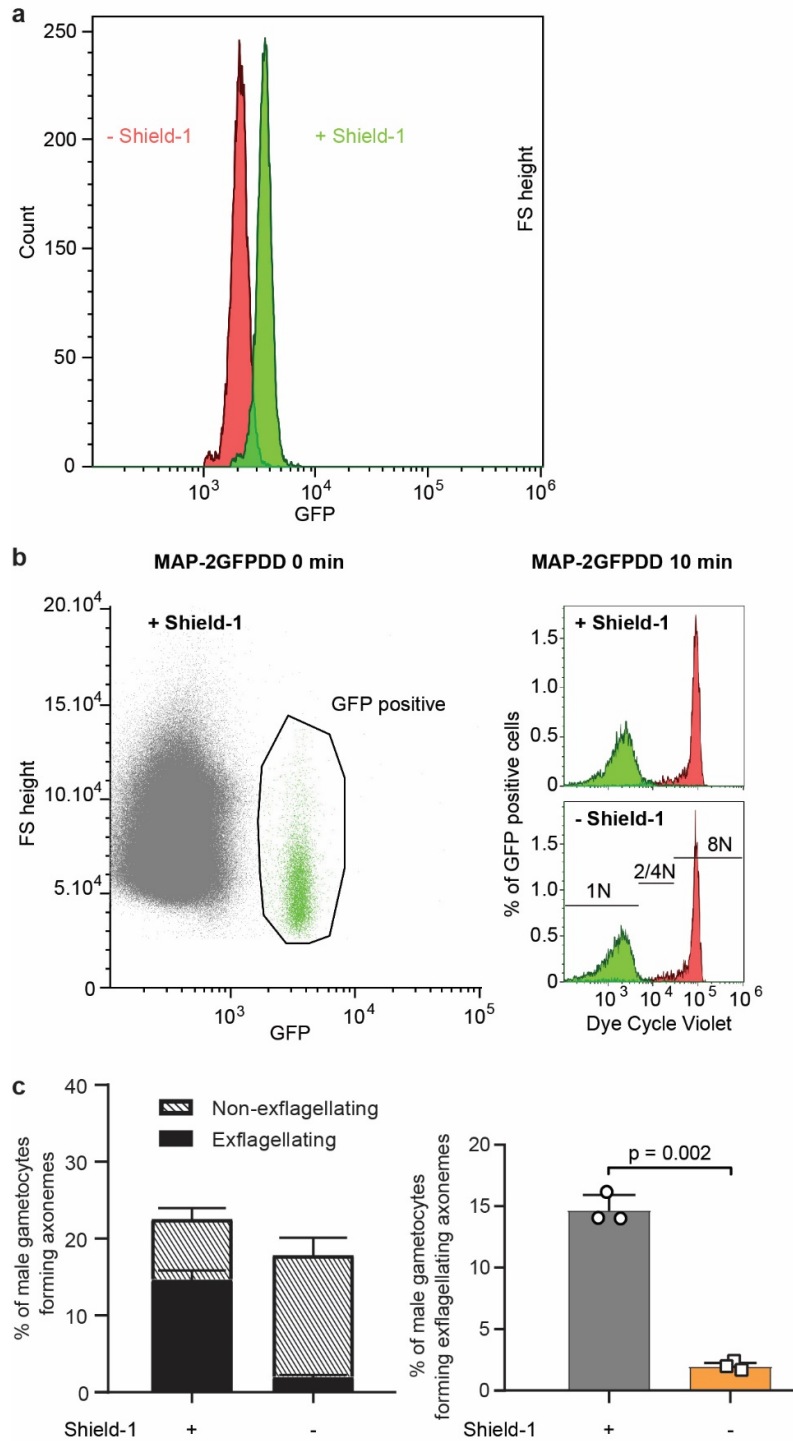 a
250
200
150
100
50
0
Count
- Shield-1
+ Shield-1
FS height
10³
10⁴
10⁵
10⁶
GFP
b
MAP-2GFPDD 0 min
20.10⁴
15.10⁴
10.10⁴
5.10⁴
0
FS height
+ Shield-1
GFP positive
10³
10⁴
10⁵
GFP
MAP-2GFPDD 10 min
% of GFP positive cells
1.5
1.0
0.5
0
+ Shield-1
1.5
1.0
0.5
0
- Shield-1
1N
2/4N
8N
10³
10⁴
10⁵
10⁶
Dye Cycle Violet
c
% of male gametocytes
forming axonemes
40
30
20
10
0
Non-exflagellating
Exflagellating
Shield-1
+
-
% of male gametocytes
forming exflagellating axonemes
20
15
10
5
0
p = 0.002
Shield-1
+
-